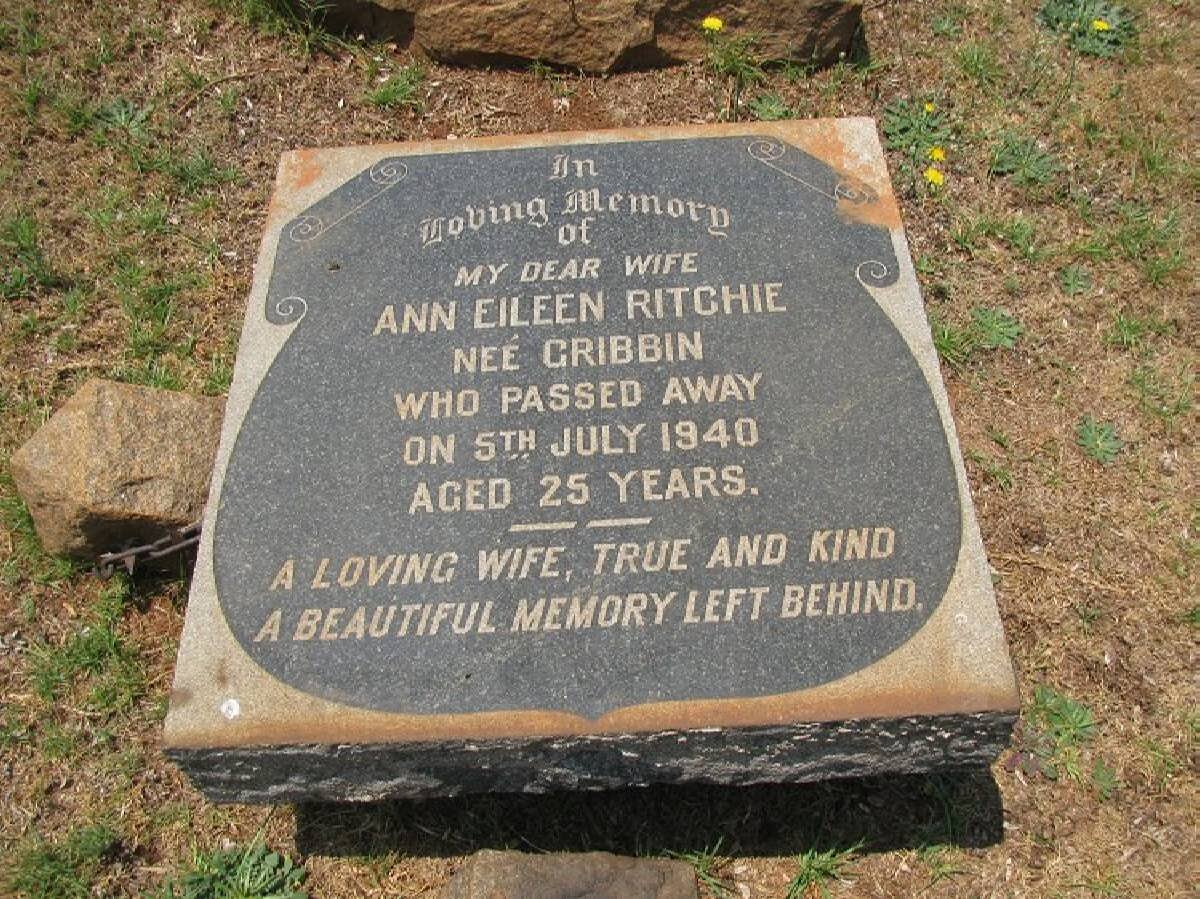 In
Loving Memory
of
MY DEAR WIFE
ANN EILEEN RITCHIE
NEÉ GRIBBIN
WHO PASSED AWAY
ON 5TH JULY 1940
AGED 25 YEARS.
A LOVING WIFE, TRUE AND KIND
A BEAUTIFUL MEMORY LEFT BEHIND.